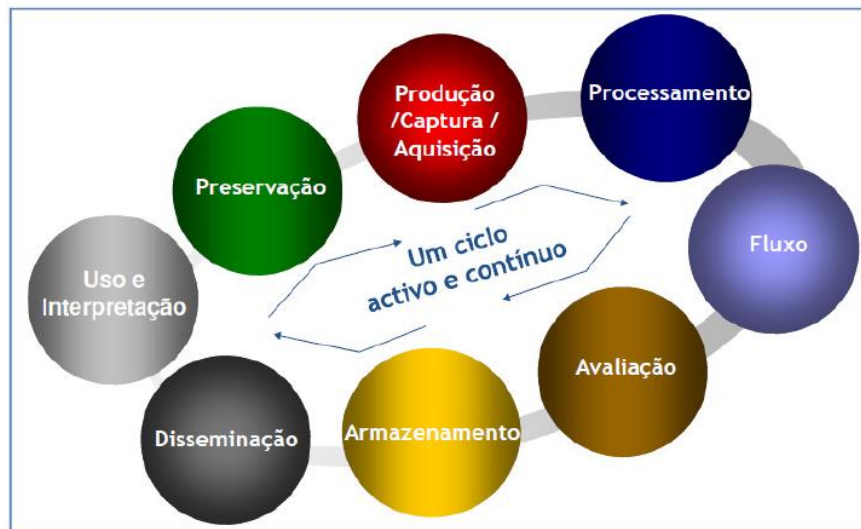 Produção
/Captura /
Aquisição
Processamento
Fluxo
Avaliação
Armazenamento
Disseminação
Uso e
Interpretação
Preservação
Um ciclo
activo e contínuo